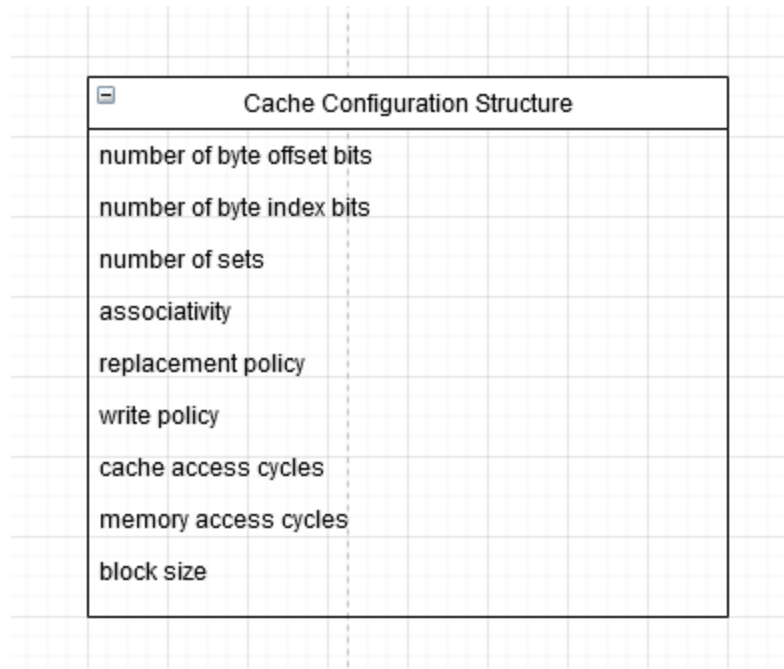 Cache Configuration Structure
number of byte offset bits
number of byte index bits
number of sets
associativity
replacement policy
write policy
cache access cycles
memory access cycles
block size